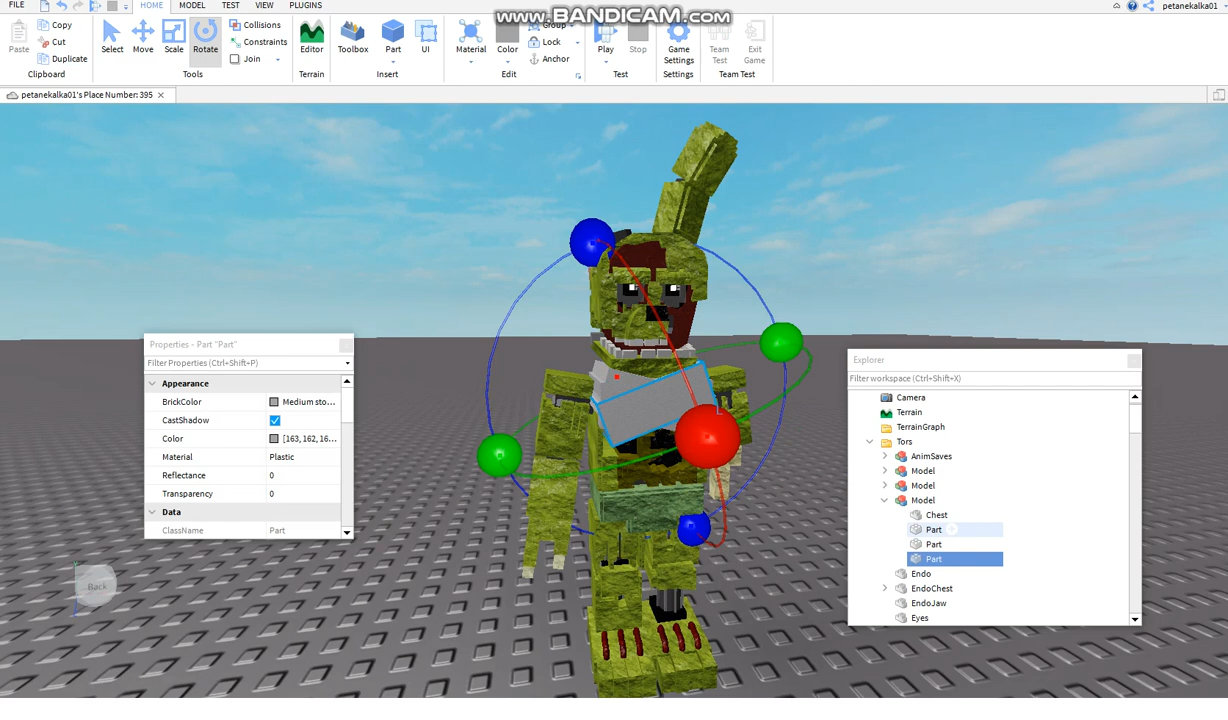 FILE HOME MODEL TEST VIEW PLUGINS
www.BANDICAM.com
petanekalka01
Paste
Copy
Cut
Duplicate
Clipboard
Select
Move
Scale
Rotate
Collisions
Constraints
Join
Tools
Editor
Terrain
Toolbox
Part
UI
Insert
Material
Color
Group
Lock
Anchor
Edit
Play
Stop
Test
Game
Settings
Settings
Team
Test
Exit
Game
Team Test
petanekalka01's Place Number: 395
Properties - Part "Part"
Filter Properties (Ctrl+Shift+P)
Appearance
BrickColor Medium sto...
CastShadow
Color [163, 162, 16...
Material Plastic
Reflectance 0
Transparency 0
Data
ClassName Part
Back
L
Explorer
Filter workspace (Ctrl+Shift+X)
Camera
Terrain
TerrainGraph
Tors
AnimSaves
Model
Model
Model
Chest
Part
Part
Part
Endo
EndoChest
EndoJaw
Eyes